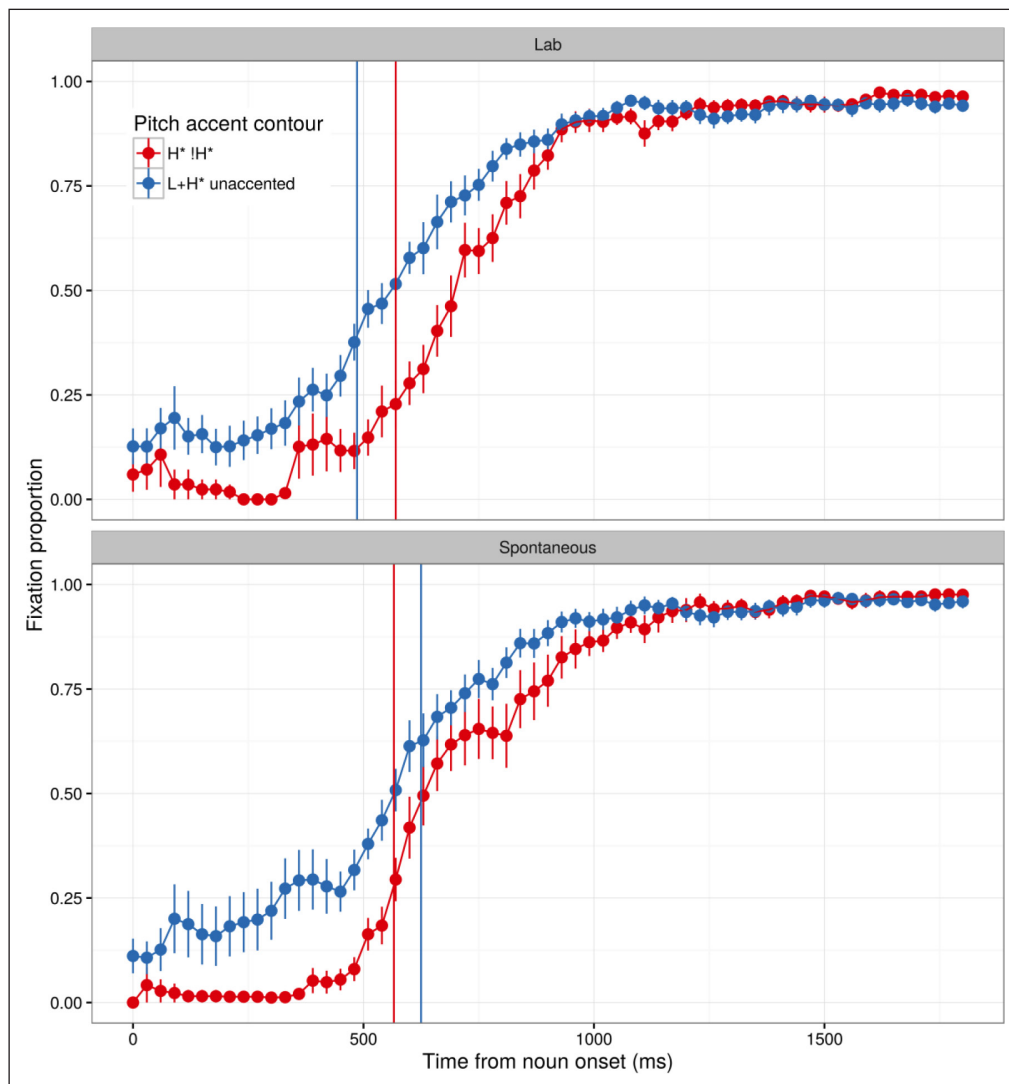 Lab
1.00
Pitch accent contour
H* !H*
L+H* unaccented
0.75
0.50
0.25
0.00
Fixation proportion
Spontaneous
1.00
0.75
0.50
0.25
0.00
0 500 1000 1500
Time from noun onset (ms)